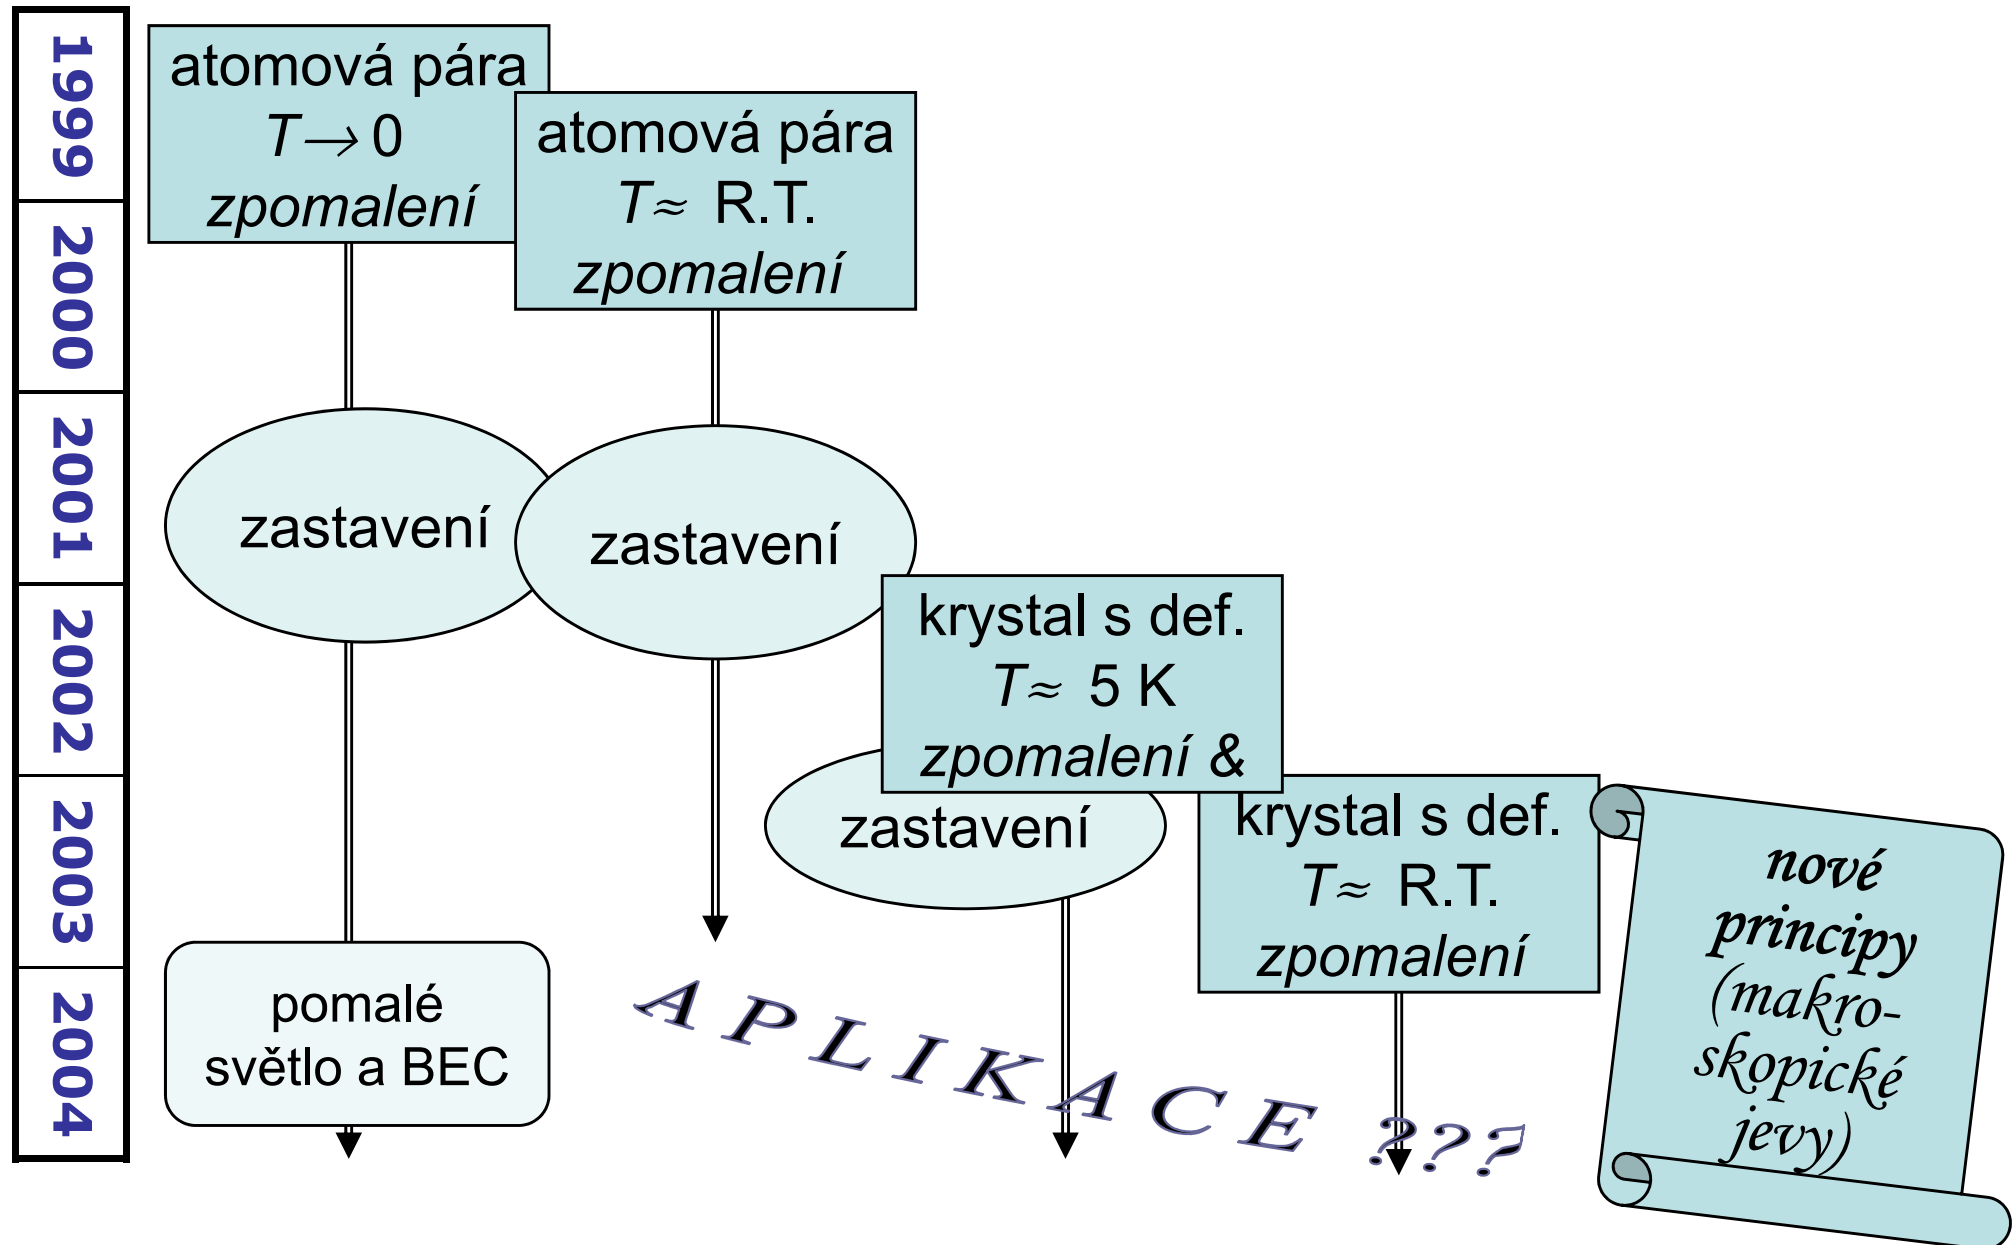 1999
2000
2001
2002
2003
2004
atomová pára
T→ 0
zpomalení
atomová pára
T≈ R.T.
zpomalení
zastavení
zastavení
krystal s def.
T≈ 5 K
zpomalení &
zastavení
krystal s def.
T≈ R.T.
zpomalení
nové
principy
(makro-
skopické
jevy)
pomalé
světlo a BEC
APLIKACE ???